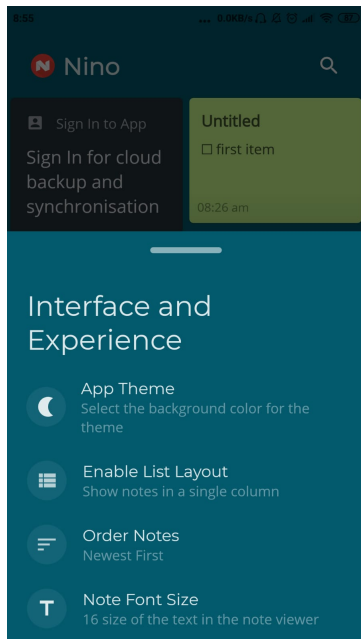 8:55 ... 0.0KB/s
Nino
Sign In to App
Sign In for cloud
backup and
synchronisation
Untitled
first item
08:26 am
Interface and
Experience
App Theme
Select the background color for the
theme
Enable List Layout
Show notes in a single column
Order Notes
Newest First
Note Font Size
16 size of the text in the note viewer